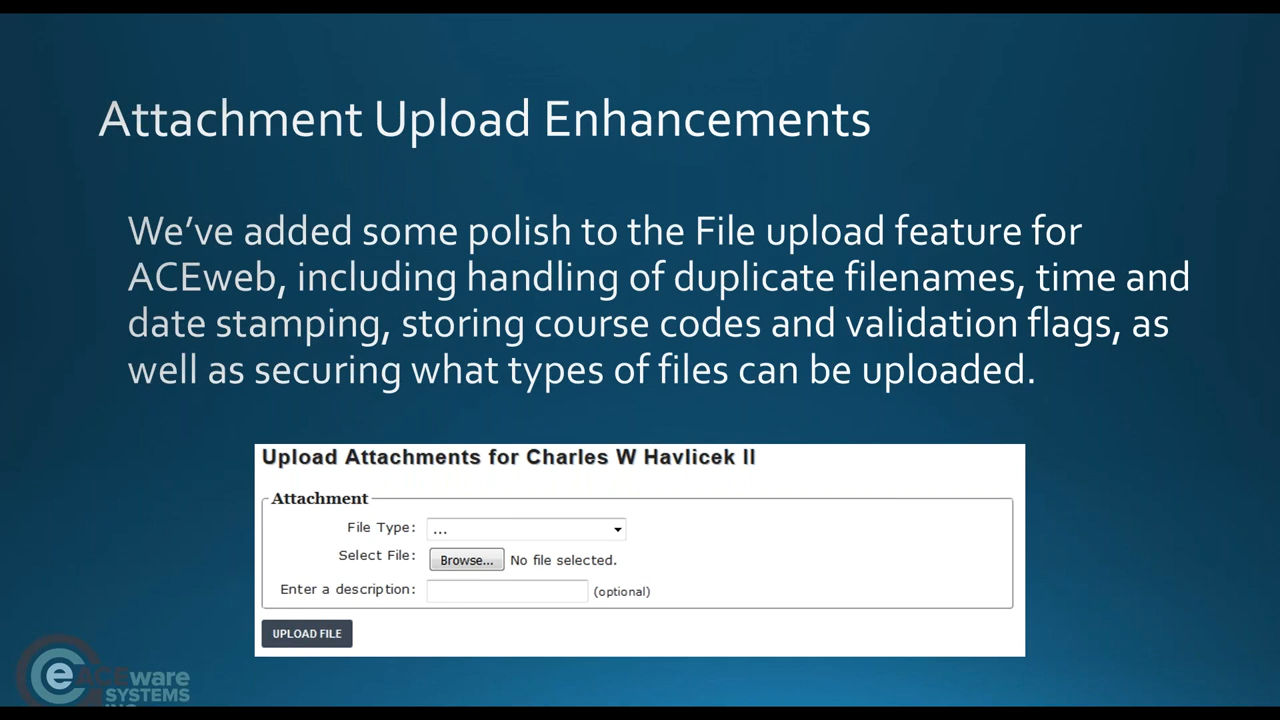 Attachment Upload Enhancements
We’ve added some polish to the File upload feature for
ACEweb, including handling of duplicate filenames, time and
date stamping, storing course codes and validation flags, as
well as securing what types of files can be uploaded.
Upload Attachments for Charles W Havlicek II
Attachment
File Type: ...
Select File: Browse... No file selected.
Enter a description: (optional)
UPLOAD FILE
e ACEware
SYSTEMS
INC